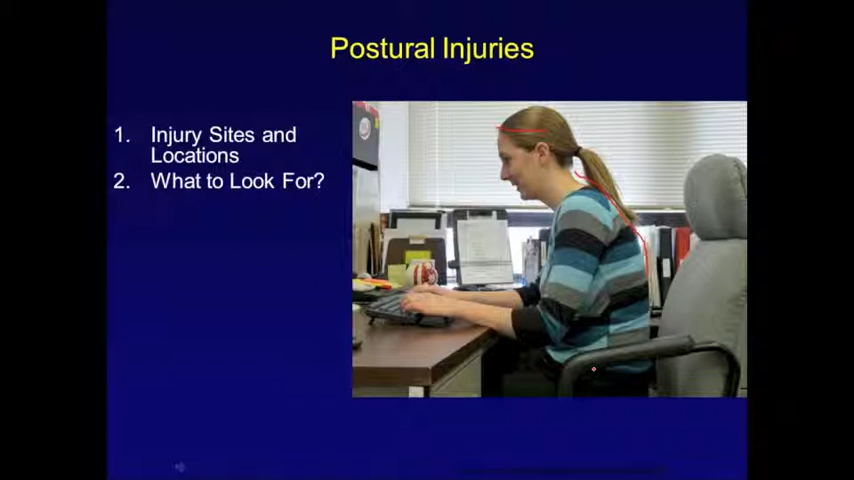 Postural Injuries
1. Injury Sites and
Locations
2. What to Look For?